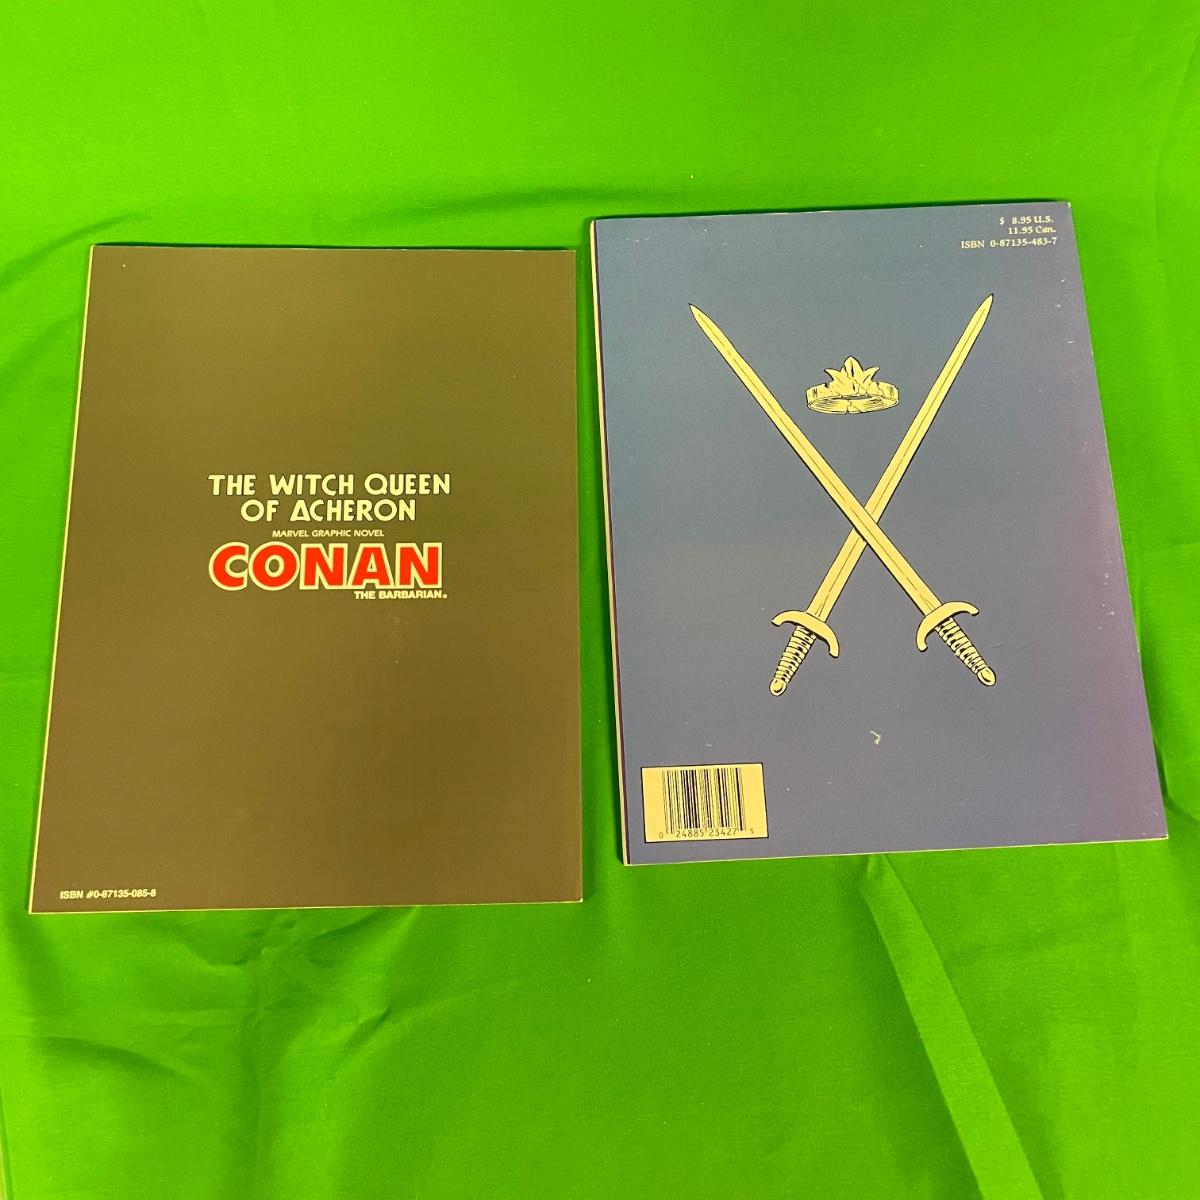 THE WITCH QUEEN
OF ACHERON
MARVEL GRAPHIC NOVEL
CONAN
THE BARBARIAN®
ISBN #0-87135-085-8
$ 8.95 U.S.
11.95 Can.
ISBN 0-87135-483-7
0 24885 23427 5